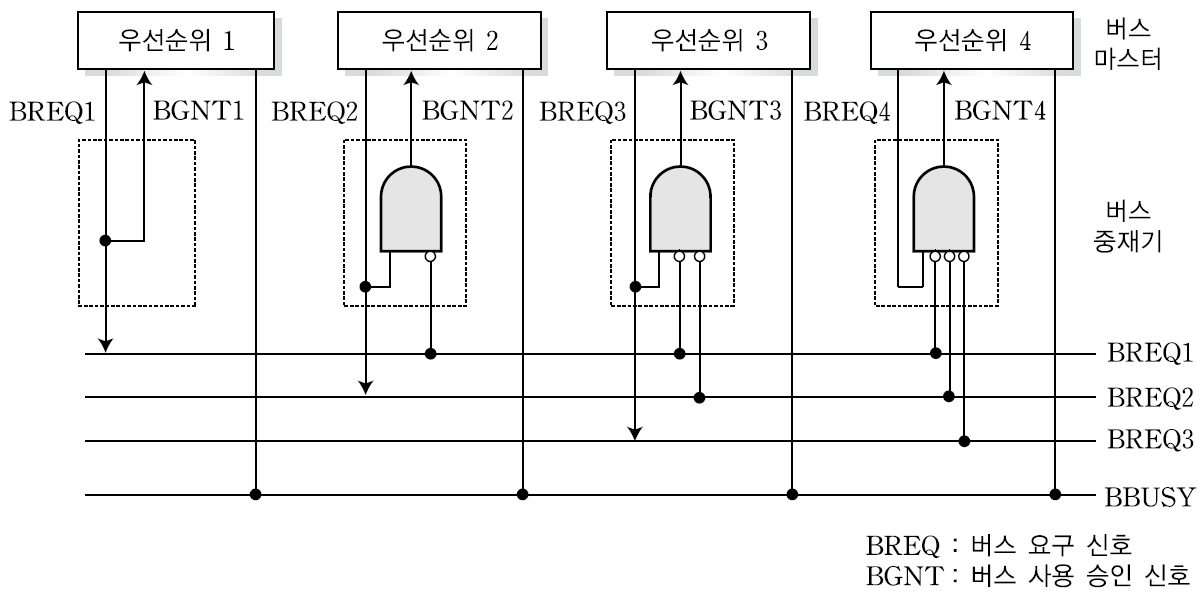 우선순위 1
우선순위 2
우선순위 3
우선순위 4
버스
마스터
BREQ1
BGNT1
BREQ2
BGNT2
BREQ3
BGNT3
BREQ4
BGNT4
버스
중재기
BREQ1
BREQ2
BREQ3
BBUSY
BREQ : 버스 요구 신호
BGNT : 버스 사용 승인 신호